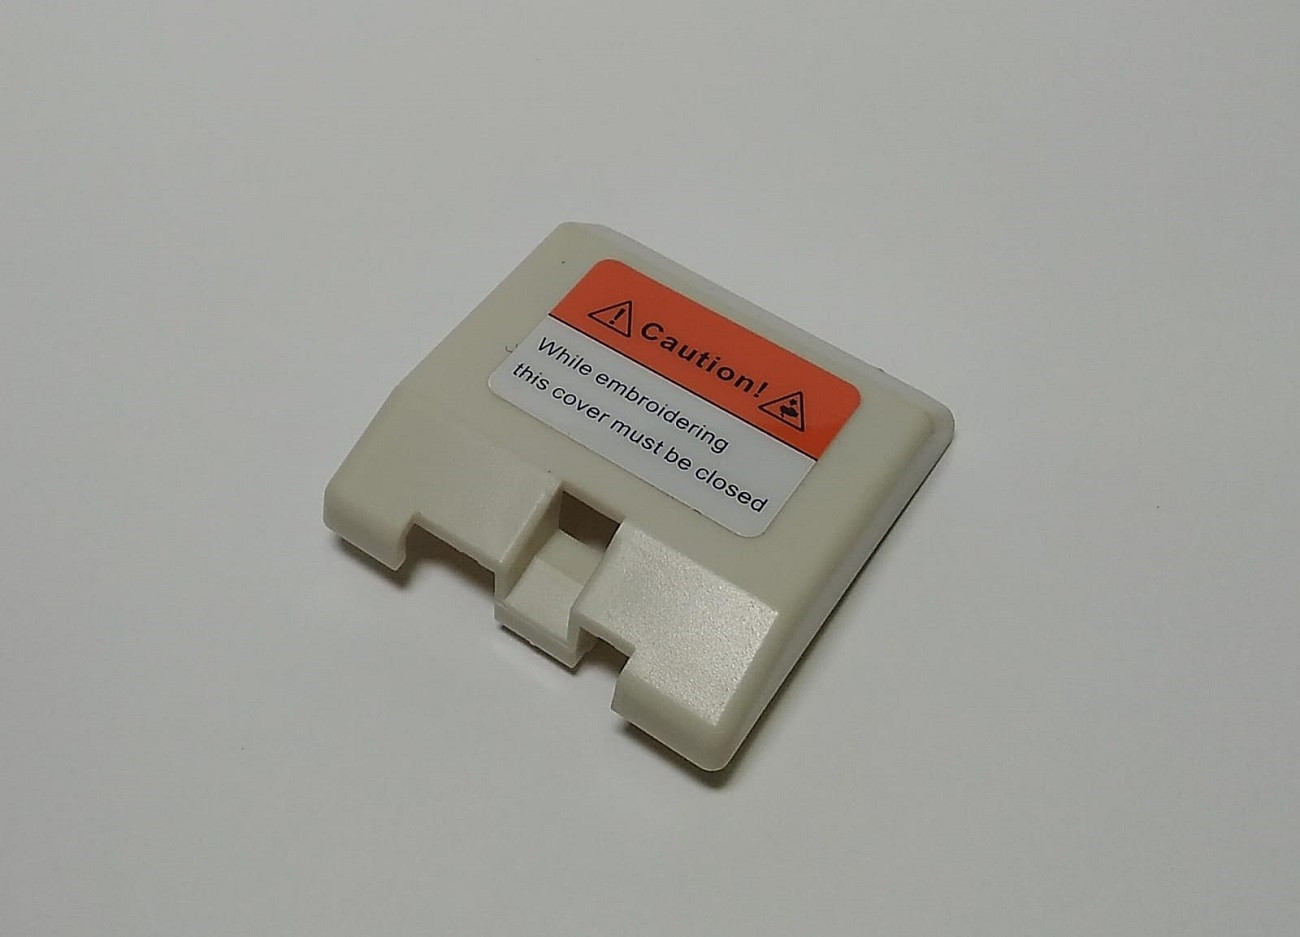 Caution!
While embroidering
this cover must be closed